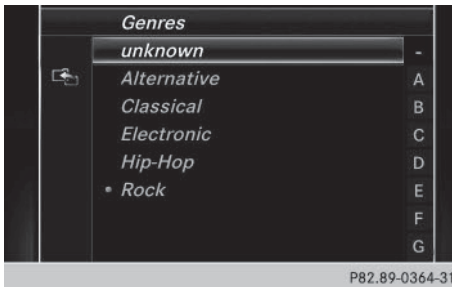 Genres
unknown -
Alternative A
Classical B
Electronic C
Hip-Hop D
• Rock E
F
G
P82.89-0364-31